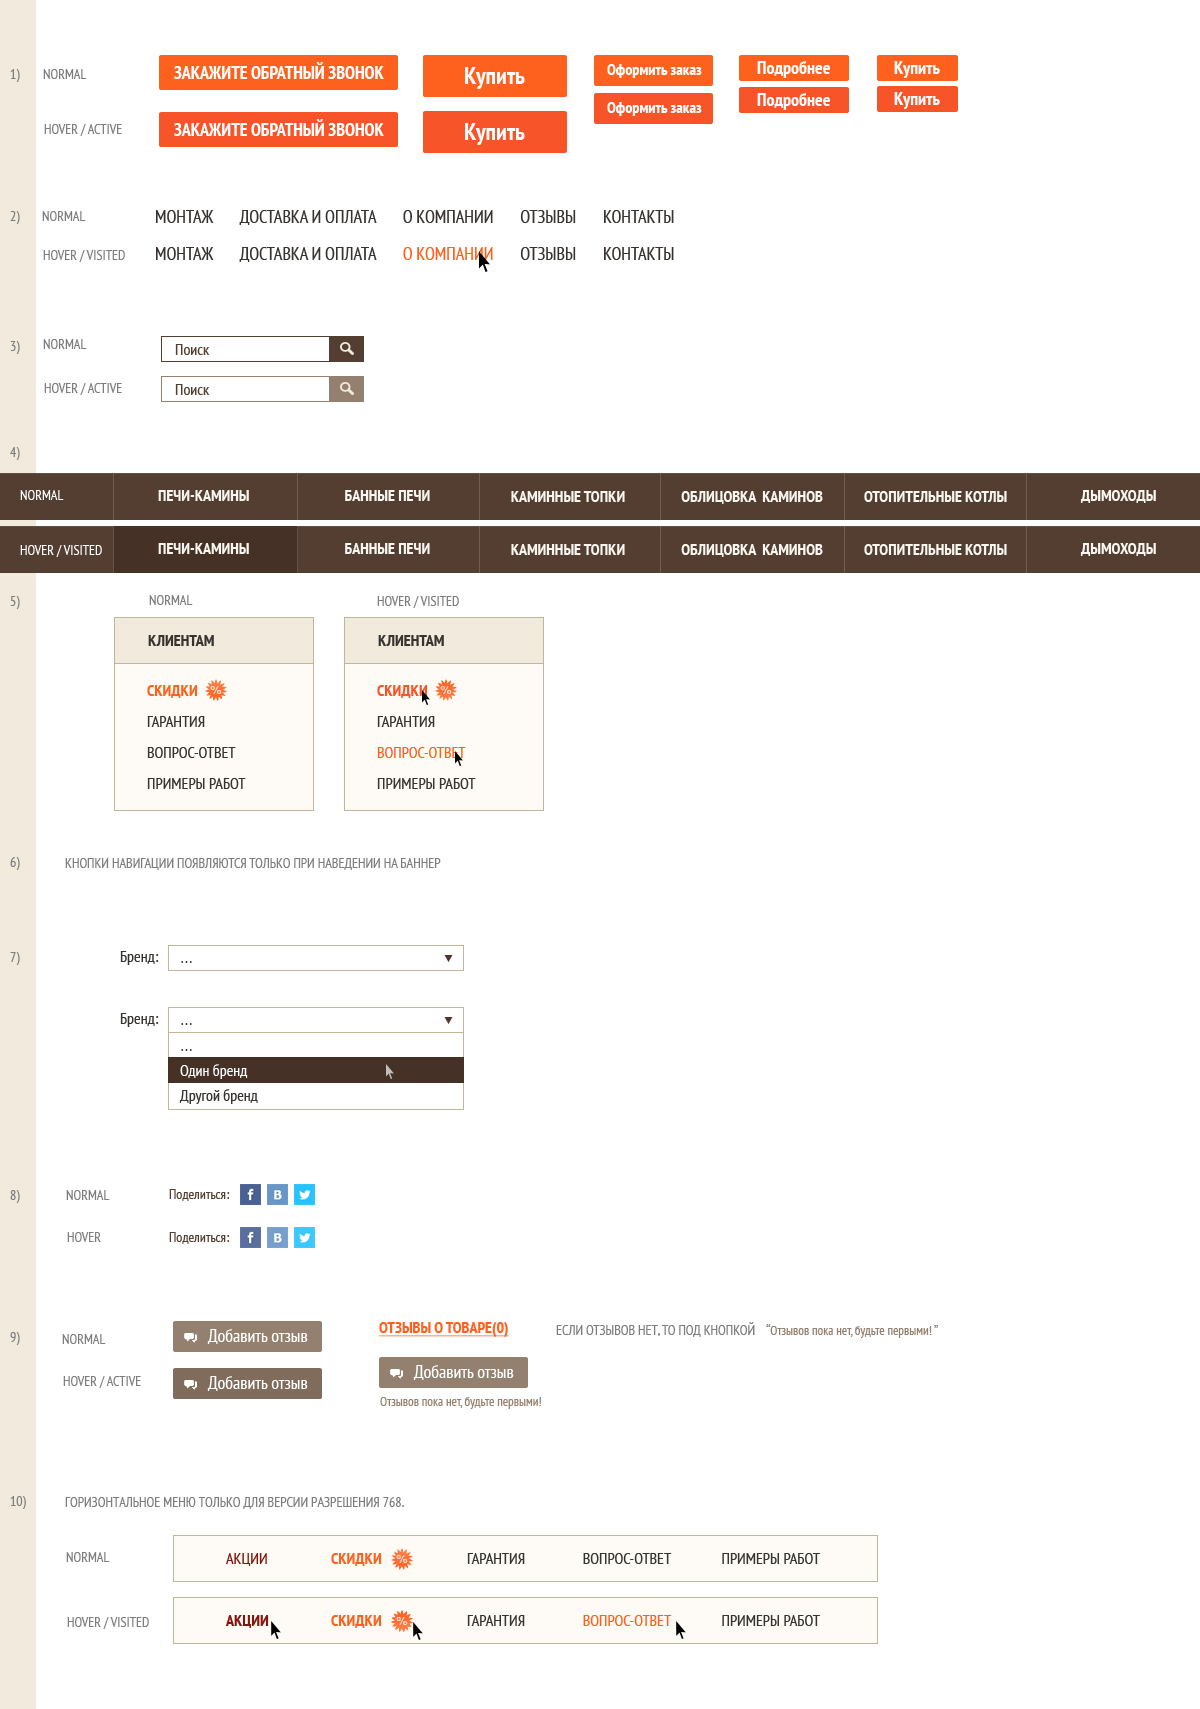 1) NORMAL ЗАКАЖИТЕ ОБРАТНЫЙ ЗВОНОК Купить Оформить заказ Подробнее Купить
HOVER / ACTIVE ЗАКАЖИТЕ ОБРАТНЫЙ ЗВОНОК Купить Оформить заказ Подробнее Купить
2) NORMAL МОНТАЖ ДОСТАВКА И ОПЛАТА О КОМПАНИИ ОТЗЫВЫ КОНТАКТЫ
HOVER / VISITED МОНТАЖ ДОСТАВКА И ОПЛАТА О КОМПАНИИ ОТЗЫВЫ КОНТАКТЫ
3) NORMAL Поиск
HOVER / ACTIVE Поиск
4)
NORMAL ПЕЧИ-КАМИНЫ БАННЫЕ ПЕЧИ КАМИННЫЕ ТОПКИ ОБЛИЦОВКА КАМИНОВ ОТОПИТЕЛЬНЫЕ КОТЛЫ ДЫМОХОДЫ
HOVER / VISITED ПЕЧИ-КАМИНЫ БАННЫЕ ПЕЧИ КАМИННЫЕ ТОПКИ ОБЛИЦОВКА КАМИНОВ ОТОПИТЕЛЬНЫЕ КОТЛЫ ДЫМОХОДЫ
5) NORMAL HOVER / VISITED
КЛИЕНТАМ КЛИЕНТАМ
СКИДКИ % СКИДКИ %
ГАРАНТИЯ ГАРАНТИЯ
ВОПРОС-ОТВЕТ ВОПРОС-ОТВЕТ
ПРИМЕРЫ РАБОТ ПРИМЕРЫ РАБОТ
6) КНОПКИ НАВИГАЦИИ ПОЯВЛЯЮТСЯ ТОЛЬКО ПРИ НАВЕДЕНИИ НА БАННЕР
7) Бренд: ...
Бренд: ...
...
Один бренд
Другой бренд
8) NORMAL Поделиться: f В
HOVER Поделиться: f В
9) NORMAL Добавить отзыв ОТЗЫВЫ О ТОВАРЕ(0) ЕСЛИ ОТЗЫВОВ НЕТ, ТО ПОД КНОПКОЙ “Отзывов пока нет, будьте первыми! ”
HOVER / ACTIVE Добавить отзыв Добавить отзыв
Отзывов пока нет, будьте первыми!
10) ГОРИЗОНТАЛЬНОЕ МЕНЮ ТОЛЬКО ДЛЯ ВЕРСИИ РАЗРЕШЕНИЯ 768.
NORMAL АКЦИИ СКИДКИ % ГАРАНТИЯ ВОПРОС-ОТВЕТ ПРИМЕРЫ РАБОТ
HOVER / VISITED АКЦИИ СКИДКИ % ГАРАНТИЯ ВОПРОС-ОТВЕТ ПРИМЕРЫ РАБОТ